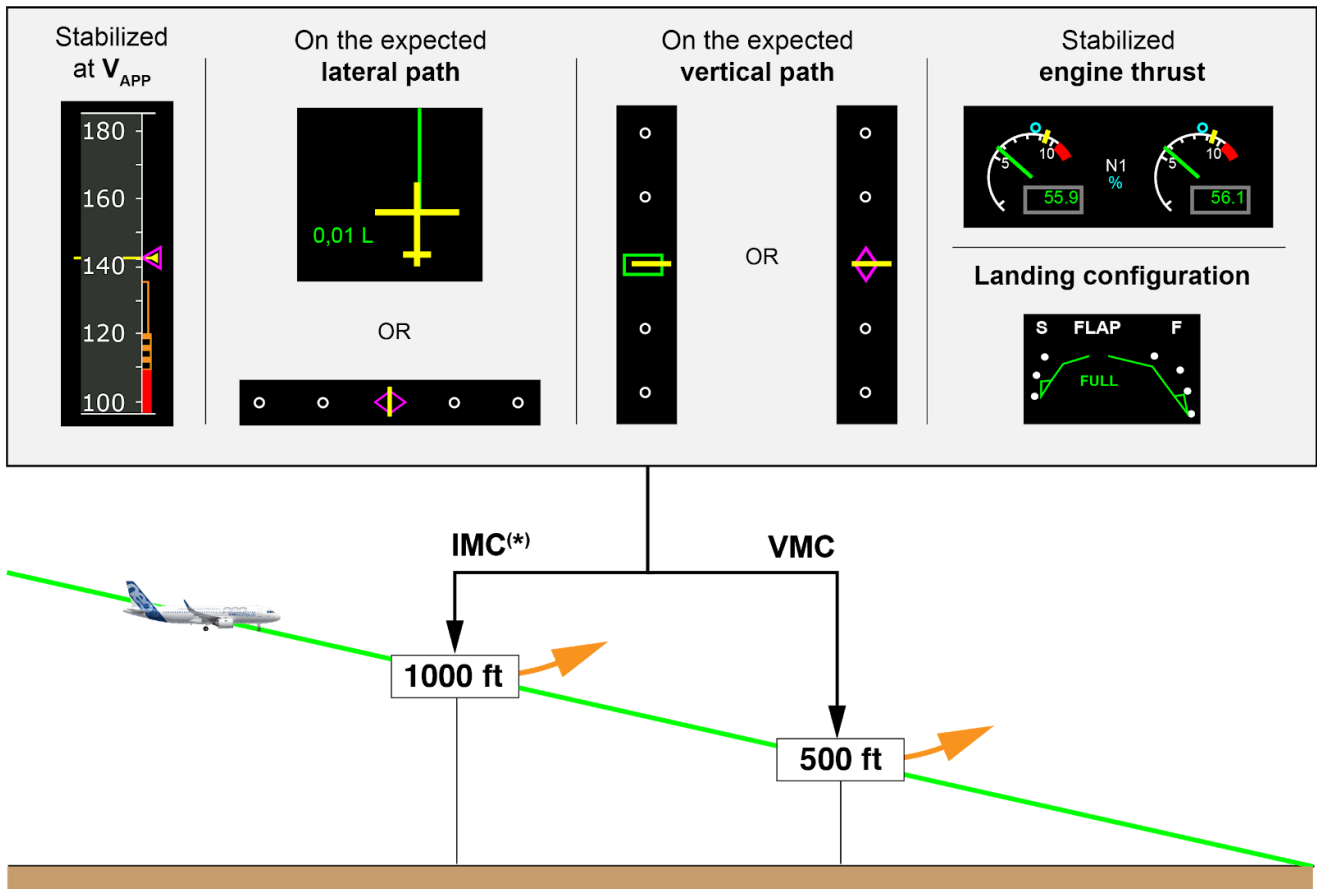 Stabilized
at VAPP
180
160
140
120
100
On the expected
lateral path
0,01 L
OR
On the expected
vertical path
OR
Stabilized
engine thrust
5
10
55.9
N1
%
5
10
56.1
Landing configuration
S FLAP F
FULL
IMC(*)
VMC
1000 ft
500 ft